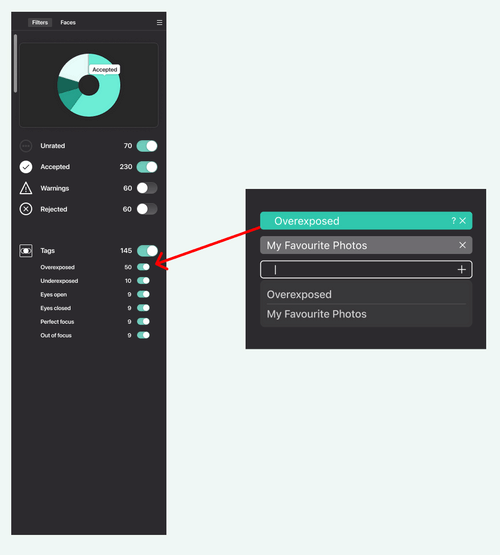 Filters Faces
Accepted
Unrated 70
Accepted 230
Warnings 60
Rejected 60
Tags 145
Overexposed 50
Underexposed 10
Eyes open 9
Eyes closed 9
Perfect focus 9
Out of focus 9
Overexposed ?
My Favourite Photos
Overexposed
My Favourite Photos